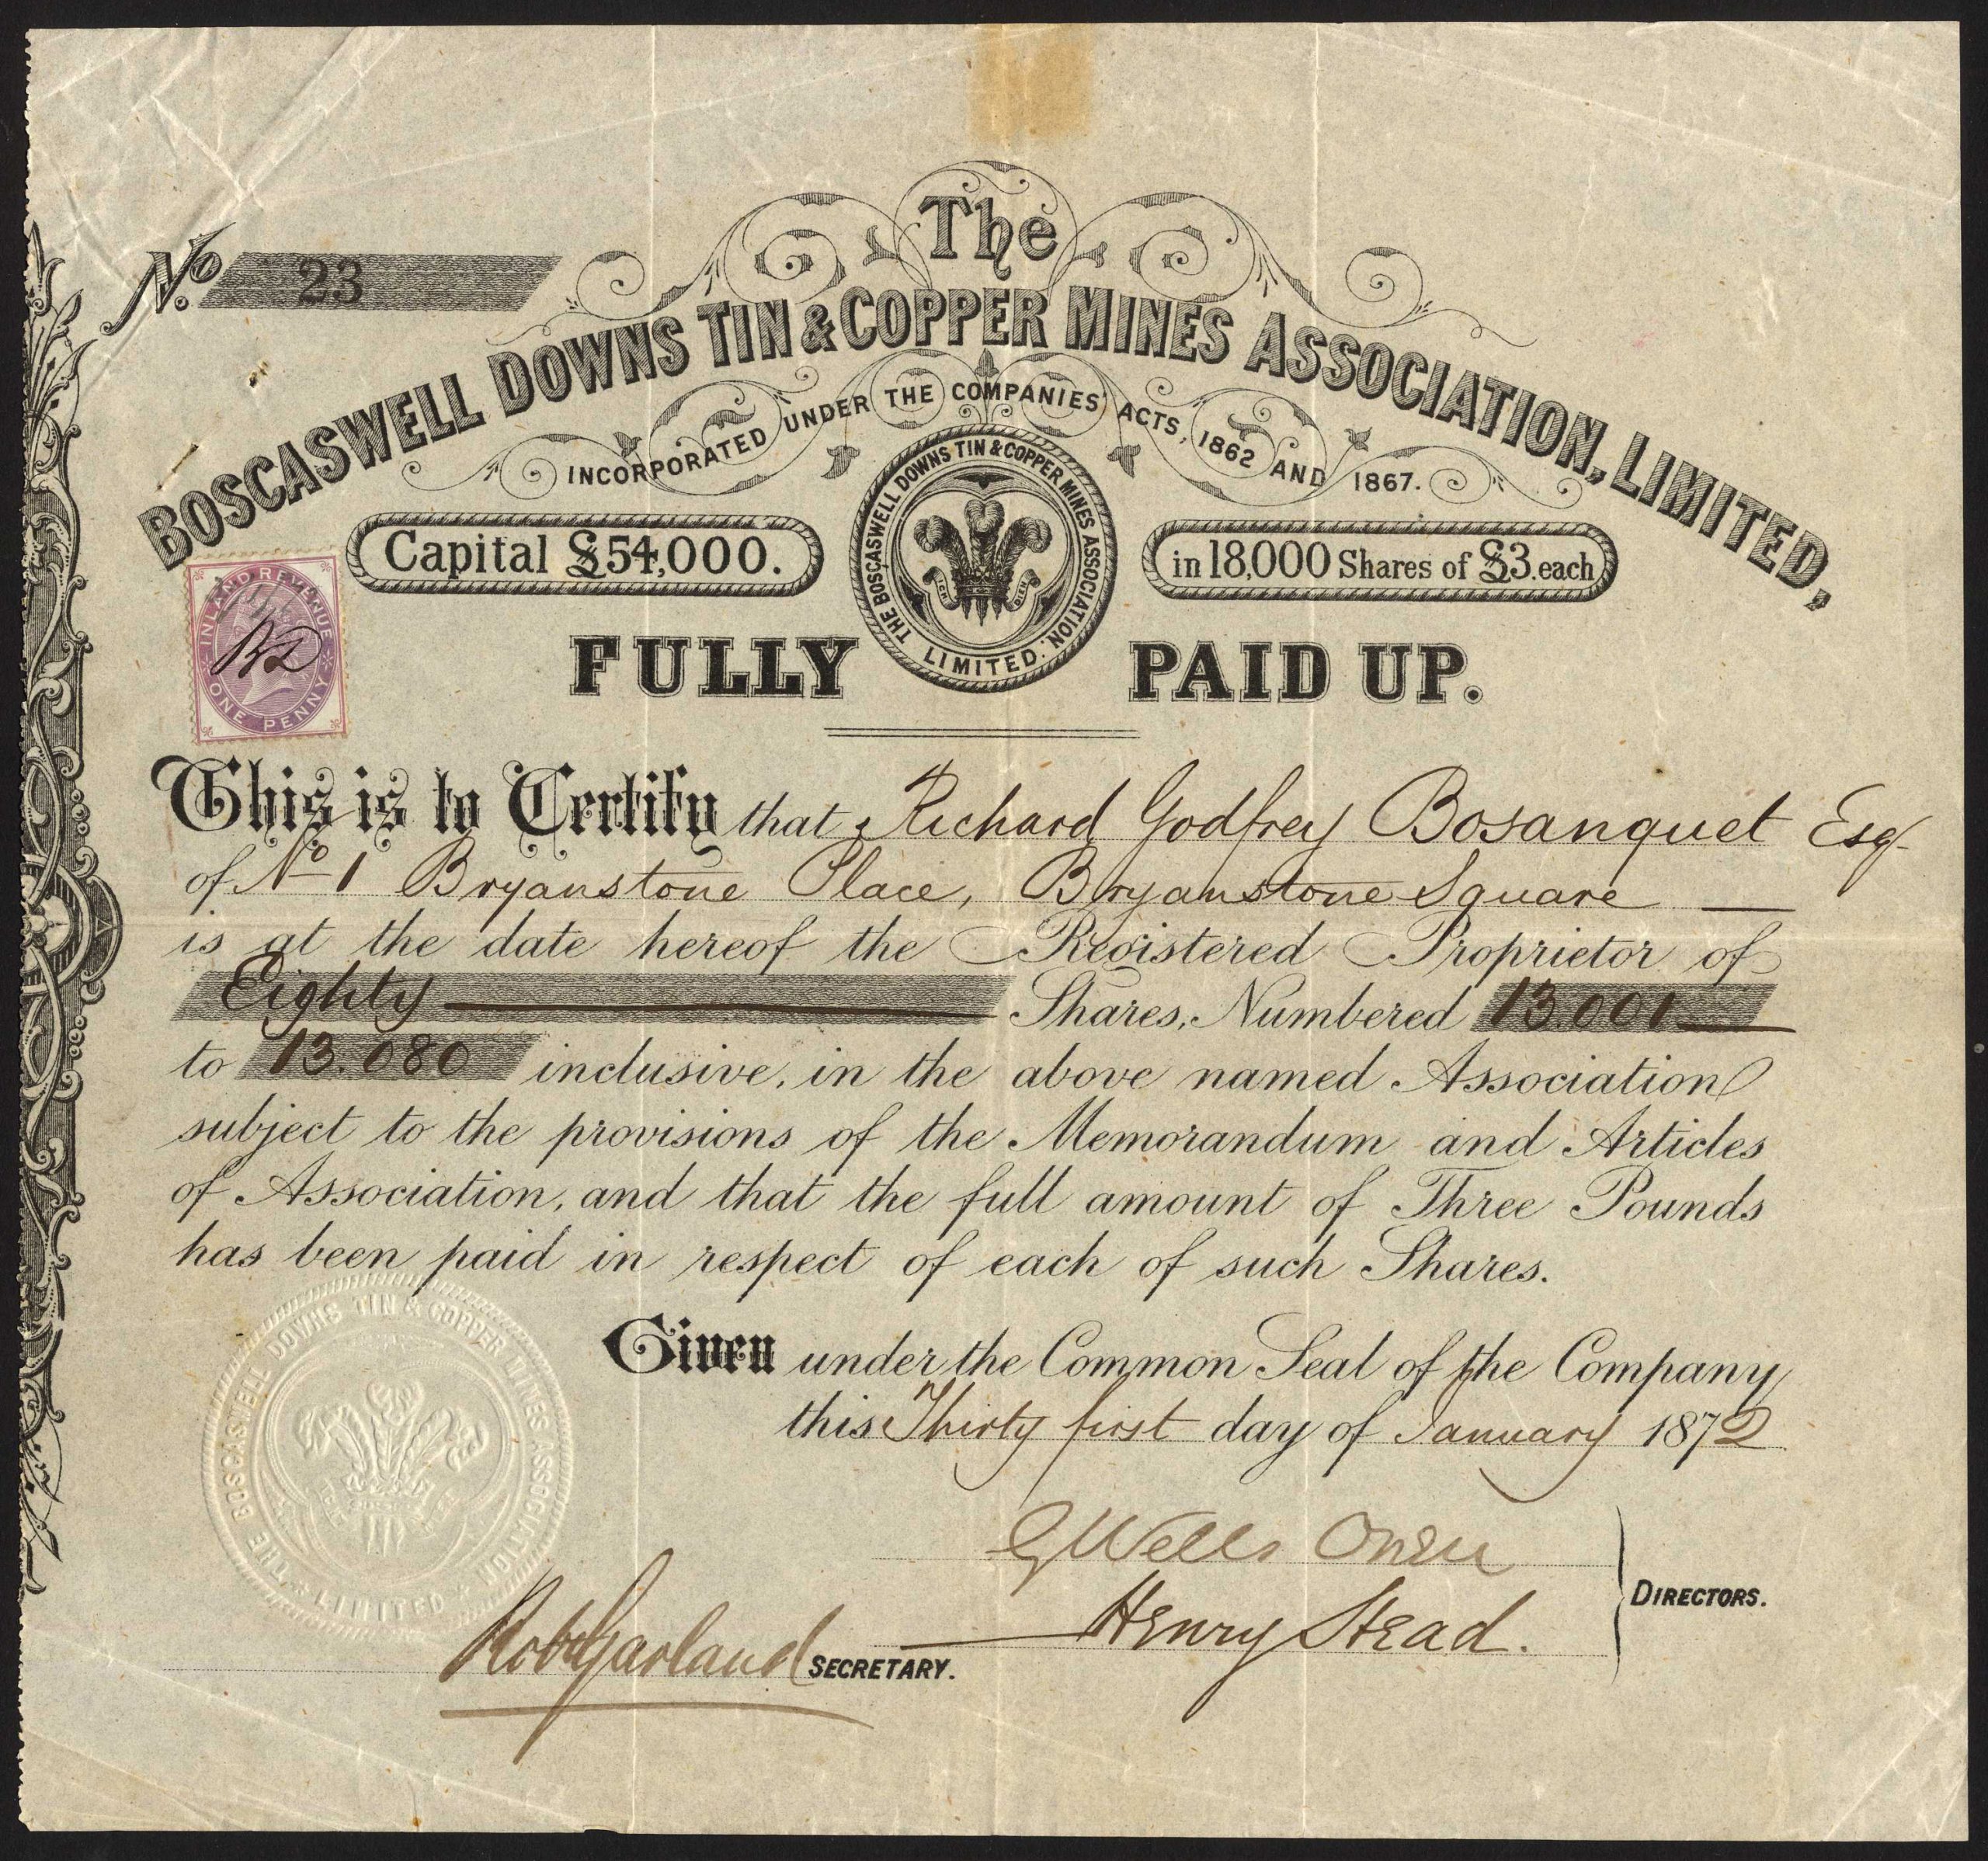 The
No. 23
BOSCASWELL DOWNS TIN & COPPER MINES ASSOCIATION, LIMITED,
INCORPORATED UNDER THE COMPANIES' ACTS, 1862 AND 1867.
Capital £54,000.
THE BOSCASWELL DOWNS TIN & COPPER MINES ASSOCIATION. LIMITED.
ICH DIEN
in 18,000 Shares of £3. each
INLAND REVENUE
ONE PENNY
FULLY PAID UP.
This is to Certify that Richard Godfrey Bosanquet Esq
of No 1 Bryanstone Place, Bryanstone Square
is at the date hereof the Registered Proprietor of
Eighty Shares, Numbered 13.001
to 13.080 inclusive, in the above named Association
subject to the provisions of the Memorandum and Articles
of Association, and that the full amount of Three Pounds
has been paid in respect of each of such Shares.
Given under the Common Seal of the Company
this Thirty first day of January 1872
THE BOSCASWELL DOWNS TIN & COPPER MINES ASSOCIATION LIMITED
G Wells Owen
Henry Stead.
DIRECTORS.
Robt Garland SECRETARY.